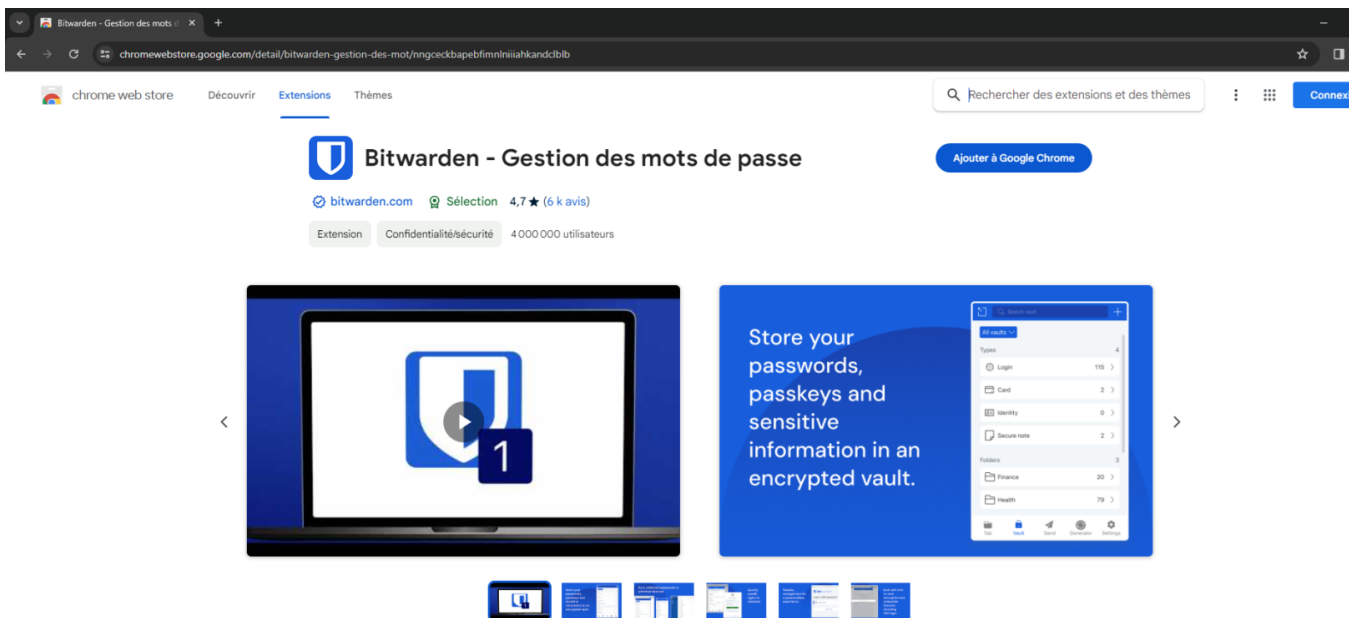 Bitwarden - Gestion des mots d
chromewebstore.google.com/detail/bitwarden-gestion-des-mot/nngceckbapebfimnlniiiahkandclblb
chrome web store Découvrir Extensions Thèmes Rechercher des extensions et des thèmes Connexi
Bitwarden - Gestion des mots de passe Ajouter à Google Chrome
bitwarden.com Sélection 4,7 ★ (6 k avis)
Extension Confidentialité/sécurité 4 000 000 utilisateurs
1
Store your
passwords,
passkeys and
sensitive
information in an
encrypted vault.
Search vault
All vaults
Types 4
Login 115
Card 2
Identity 0
Secure note 2
Folders 3
Finance 20
Health 79
Tab Vault Send Generator Settings